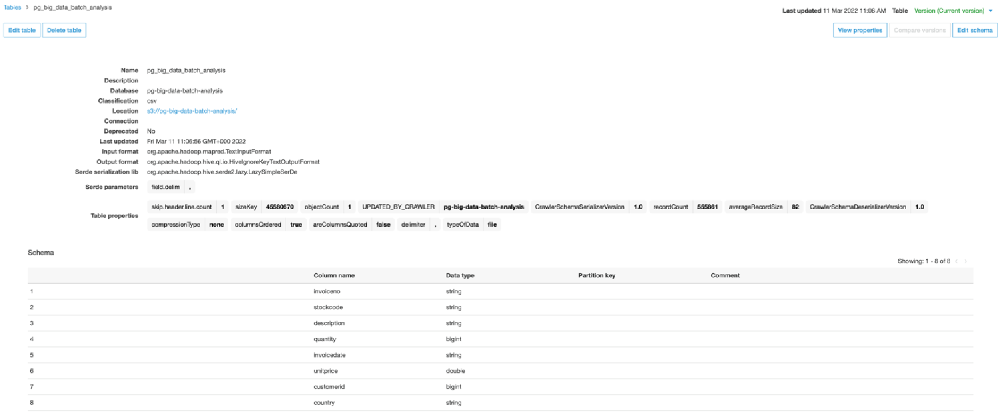 Tables > pg_big_data_batch_analysis
Last updated 11 Mar 2022 11:06 AM Table Version (Current version)
Edit table Delete table
View properties Compare versions Edit schema
Name pg_big_data_batch_analysis
Description
Database pg-big-data-batch-analysis
Classification csv
Location s3://pg-big-data-batch-analysis/
Connection
Deprecated No
Last updated Fri Mar 11 11:06:56 GMT+000 2022
Input format org.apache.hadoop.mapred.TextInputFormat
Output format org.apache.hadoop.hive.ql.io.HiveIgnoreKeyTextOutputFormat
Serde serialization lib org.apache.hadoop.hive.serde2.lazy.LazySimpleSerDe
Serde parameters field.delim ,
Table properties
skip.header.line.count 1 sizeKey 45580670 objectCount 1 UPDATED_BY_CRAWLER pg-big-data-batch-analysis CrawlerSchemaSerializerVersion 1.0 recordCount 555861 averageRecordSize 82 CrawlerSchemaDeserializerVersion 1.0
compressionType none columnsOrdered true areColumnsQuoted false delimiter , typeOfData file
Schema
Showing: 1 - 8 of 8 < >
Column name Data type Partition key Comment
1 invoiceno string
2 stockcode string
3 description string
4 quantity bigint
5 invoicedate string
6 unitprice double
7 customerid bigint
8 country string